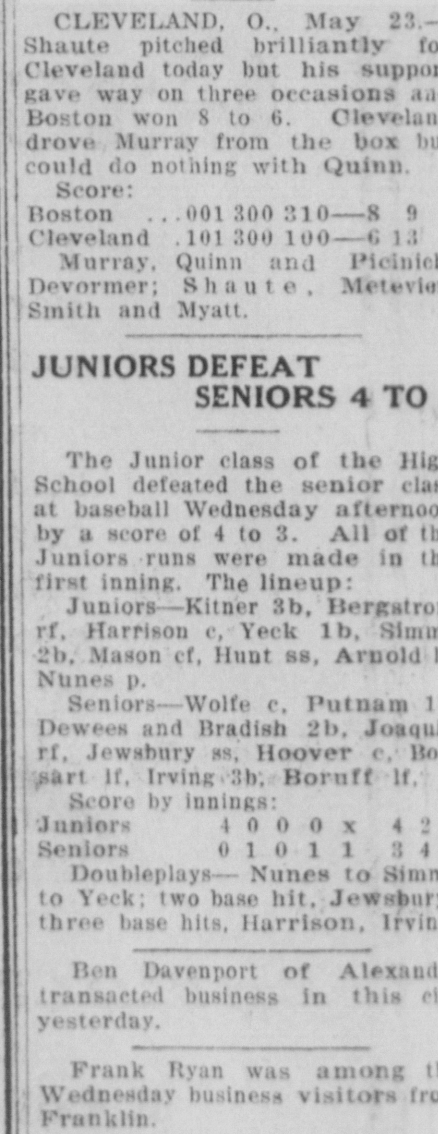 CLEVELAND, O., May 23.—
Shaute pitched brilliantly fo
Cleveland today but his suppor
gave way on three occasions aa
Boston won 8 to 6. Clevelan
drove Murray from the box bu
could do nothing with Quinn.
Score:
Boston ...001 300 310—8 9
Cleveland .101 300 100—6 13
Murray, Quinn and Picinich
Devormer; Shaute, Metevie
Smith and Myatt.
JUNIORS DEFEAT
SENIORS 4 TO
The Junior class of the Hig
School defeated the senior clas
at baseball Wednesday afternoo
by a score of 4 to 3. All of th
Juniors runs were made in th
first inning. The lineup:
Juniors—Kitner 3b, Bergstro
rf, Harrison c, Yeck 1b, Simm
2b, Mason cf, Hunt ss, Arnold l
Nunes p.
Seniors—Wolfe c, Putnam 1
Dewees and Bradish 2b, Joaqui
rf, Jewsbury ss, Hoover c, Bo
sart lf, Irving 3b, Boruff lf,
Score by innings:
Juniors 4 0 0 0 x 4 2
Seniors 0 1 0 1 1 3 4
Doubleplays— Nunes to Simm
to Yeck; two base hit, Jewsbury
three base hits, Harrison, Irvin
Ben Davenport of Alexand
transacted business in this ci
yesterday.
Frank Ryan was among th
Wednesday business visitors fro
Franklin.